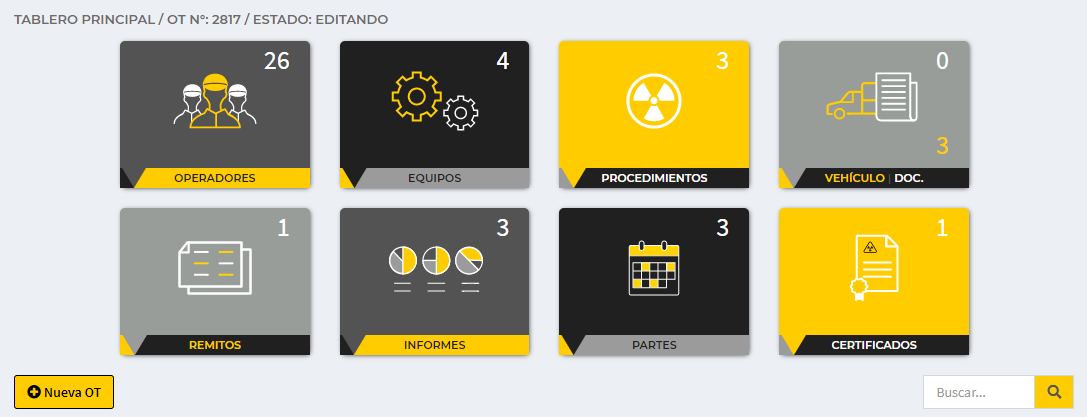 TABLERO PRINCIPAL / OT N°: 2817 / ESTADO: EDITANDO
26
OPERADORES
4
EQUIPOS
3
PROCEDIMIENTOS
0
3
VEHÍCULO | DOC.
1
REMITOS
3
INFORMES
3
PARTES
1
CERTIFICADOS
Nueva OT
Buscar...